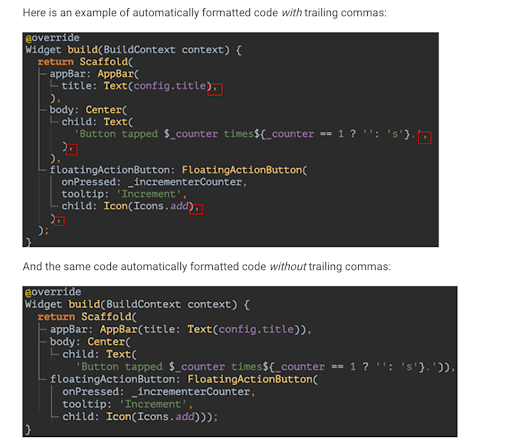 Here is an example of automatically formatted code with trailing commas:
@override
Widget build(BuildContext context) {
return Scaffold(
appBar: AppBar(
title: Text(config.title),
),
body: Center(
child: Text(
'Button tapped $_counter times${_counter == 1 ? '': 's'}.',
),
),
floatingActionButton: FloatingActionButton(
onPressed: _incrementerCounter,
tooltip: 'Increment',
child: Icon(Icons.add),
),
);
}
And the same code automatically formatted code without trailing commas:
@override
Widget build(BuildContext context) {
return Scaffold(
appBar: AppBar(title: Text(config.title)),
body: Center(
child: Text(
'Button tapped $_counter times${_counter == 1 ? '': 's'}.')),
floatingActionButton: FloatingActionButton(
onPressed: _incrementerCounter,
tooltip: 'Increment',
child: Icon(Icons.add)));
}